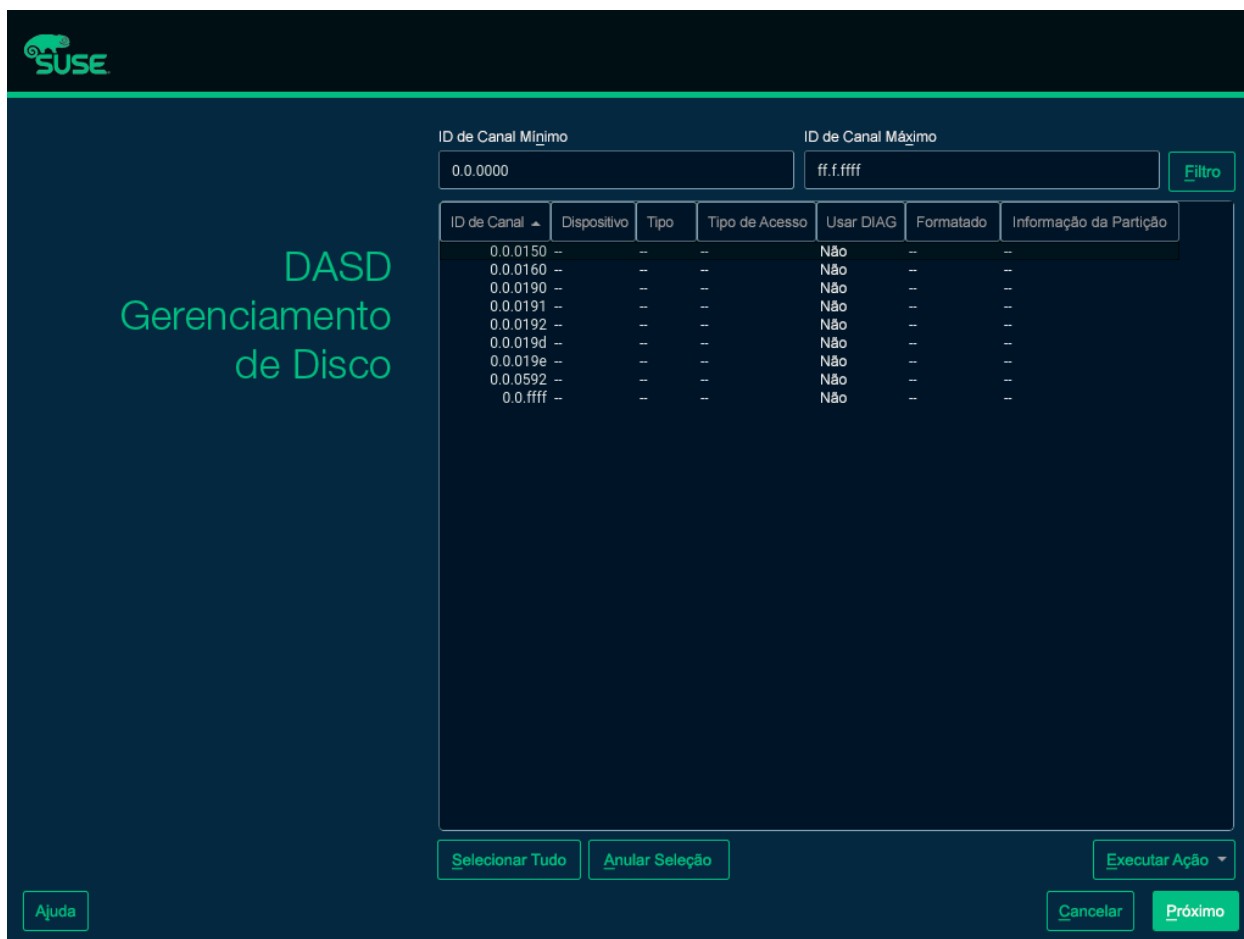 SUSE
ID de Canal Mínimo
ID de Canal Máximo
0.0.0000
ff.f.ffff
Filtro
DASD
Gerenciamento
de Disco
ID de Canal Dispositivo Tipo Tipo de Acesso Usar DIAG Formatado Informação da Partição
0.0.0150 -- -- -- Não -- --
0.0.0160 -- -- -- Não -- --
0.0.0190 -- -- -- Não -- --
0.0.0191 -- -- -- Não -- --
0.0.0192 -- -- -- Não -- --
0.0.019d -- -- -- Não -- --
0.0.019e -- -- -- Não -- --
0.0.0592 -- -- -- Não -- --
0.0.ffff -- -- -- Não -- --
Selecionar Tudo
Anular Seleção
Executar Ação
Ajuda
Cancelar
Próximo